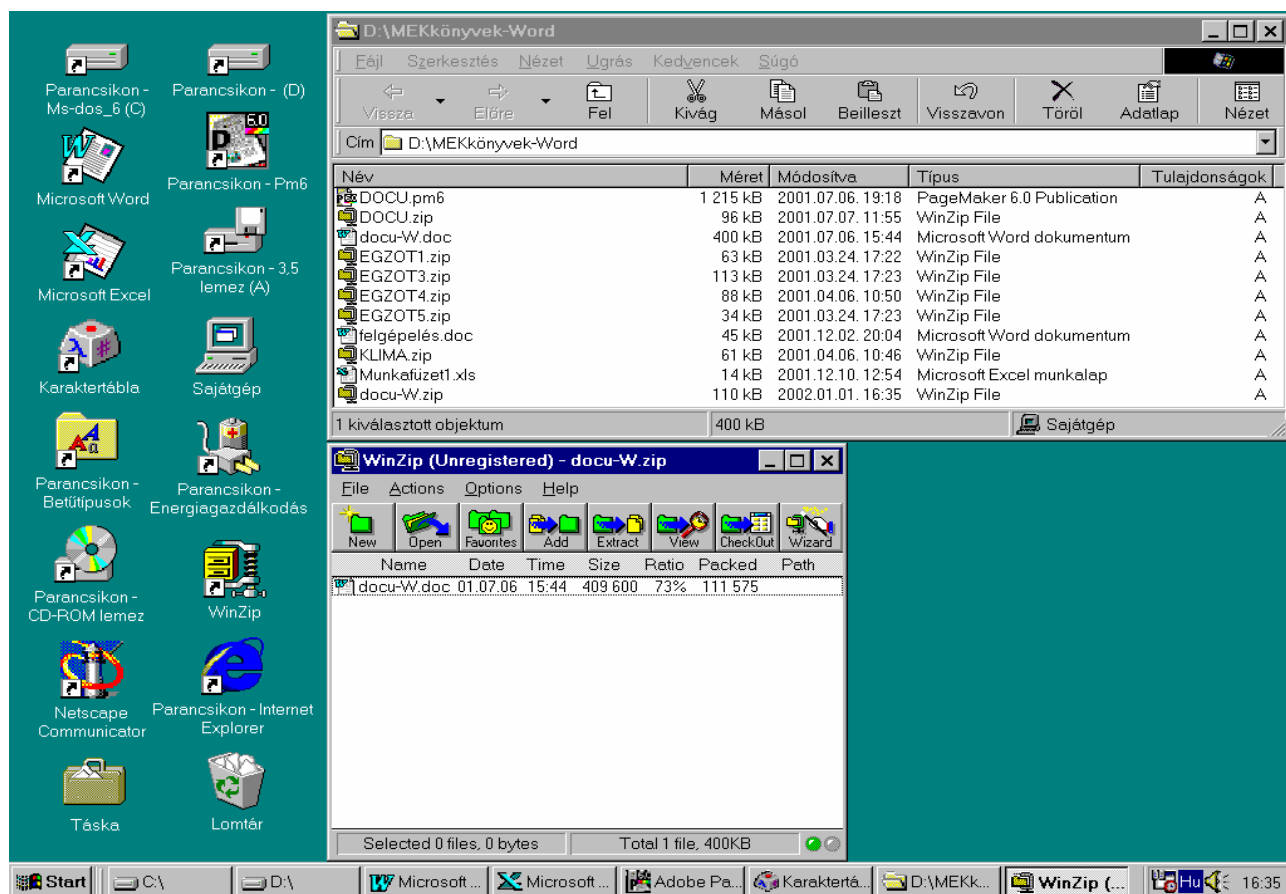 Parancsikon -
Ms-dos_6 (C)
Parancsikon - (D)
Microsoft Word
6.0
Parancsikon - Pm6
Microsoft Excel
Parancsikon - 3,5
lemez (A)
Karaktertábla
Sajátgép
Parancsikon -
Betűtípusok
Parancsikon -
Energiagazdálkodás
Parancsikon -
CD-ROM lemez
WinZip
Netscape
Communicator
Parancsikon - Internet
Explorer
Táska
Lomtár
D:\MEKkönyvek-Word
Fájl Szerkesztés Nézet Ugrás Kedvencek Súgó
Vissza Előre Fel Kivág Másol Beilleszt Visszavon Töröl Adatlap Nézet
Cím D:\MEKkönyvek-Word
Név Méret Módosítva Típus Tulajdonságok
DOCU.pm6 1 215 kB 2001.07.06. 19:18 PageMaker 6.0 Publication A
DOCU.zip 96 kB 2001.07.07. 11:55 WinZip File A
docu-W.doc 400 kB 2001.07.06. 15:44 Microsoft Word dokumentum A
EGZOT1.zip 63 kB 2001.03.24. 17:22 WinZip File A
EGZOT3.zip 113 kB 2001.03.24. 17:23 WinZip File A
EGZOT4.zip 88 kB 2001.04.06. 10:50 WinZip File A
EGZOT5.zip 34 kB 2001.03.24. 17:23 WinZip File A
felgépelés.doc 45 kB 2001.12.02. 20:04 Microsoft Word dokumentum A
KLIMA.zip 61 kB 2001.04.06. 10:46 WinZip File A
Munkafüzet1.xls 14 kB 2001.12.10. 12:54 Microsoft Excel munkalap A
docu-W.zip 110 kB 2002.01.01. 16:35 WinZip File A
1 kiválasztott objektum 400 kB Sajátgép
WinZip (Unregistered) - docu-W.zip
File Actions Options Help
New Open Favorites Add Extract View CheckOut Wizard
Name Date Time Size Ratio Packed Path
docu-W.doc 01.07.06 15:44 409 600 73% 111 575
Selected 0 files, 0 bytes Total 1 file, 400KB
Start C:\ D:\ Microsoft ... Microsoft ... Adobe Pa... Karaktertá... D:\MEKk... WinZip (... Hu 16:35